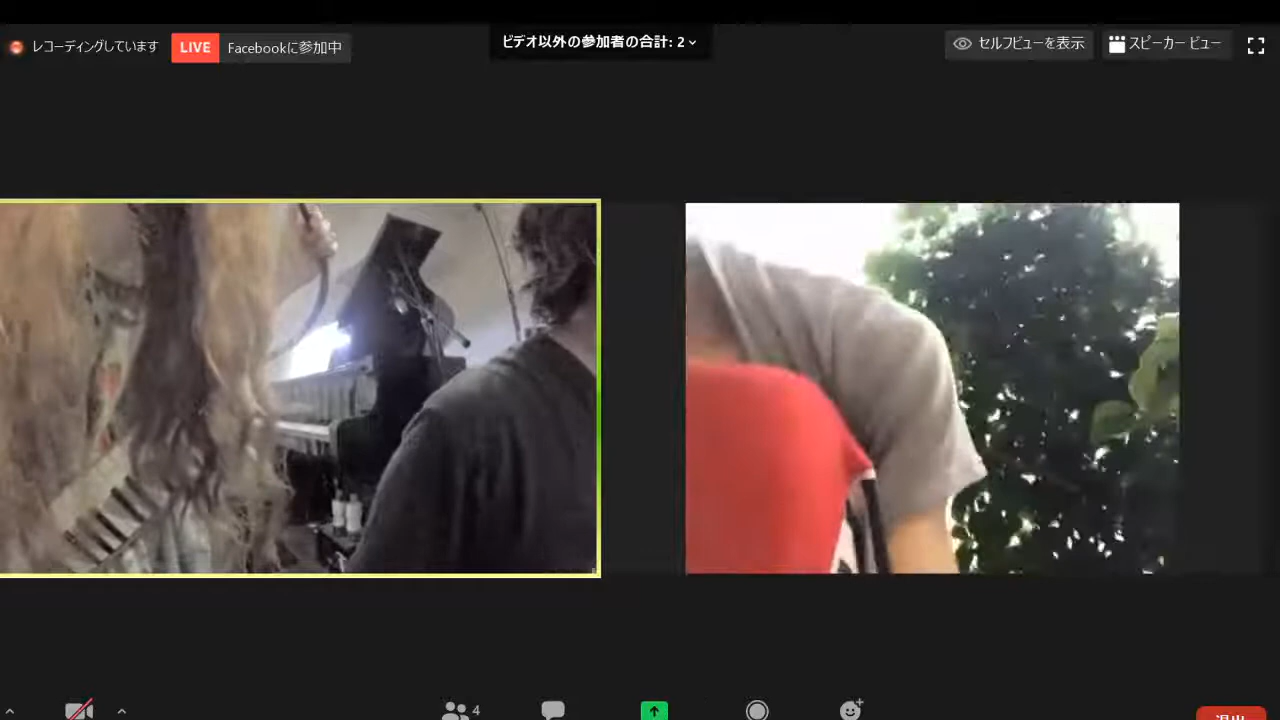 レコーディングしています
LIVE
Facebookに参加中
ビデオ以外の参加者の合計: 2
セルフビューを表示
スピーカー ビュー
4
退出